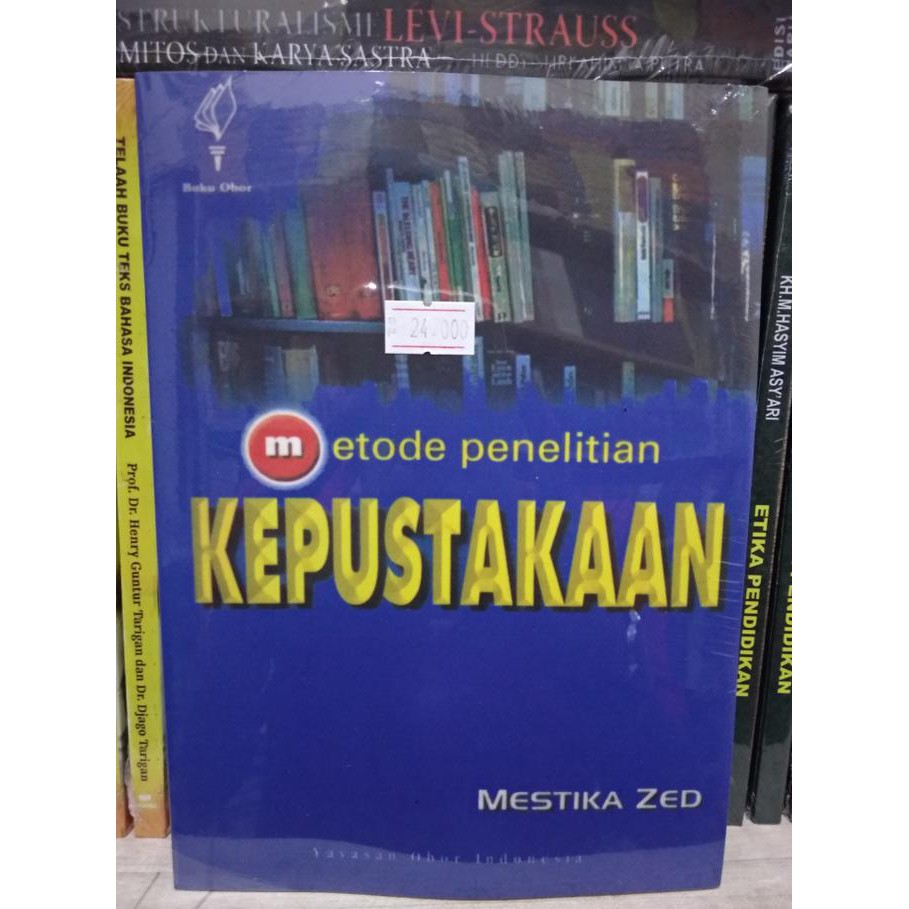 STRUKTURALISME LEVI-STRAUSS
MITOS DAN KARYA SASTRA
Buku Obor
24.000
metode penelitian
KEPUSTAKAAN
MESTIKA ZED
Yayasan Obor Indonesia
TELAAH BUKU TEKS BAHASA INDONESIA
Prof. Dr. Henry Guntur Tarigan dan Dr. Djago Tarigan
KH.M.HASYIM ASY'ARI
ETIKA PENDIDIKAN
PENDIDIKAN